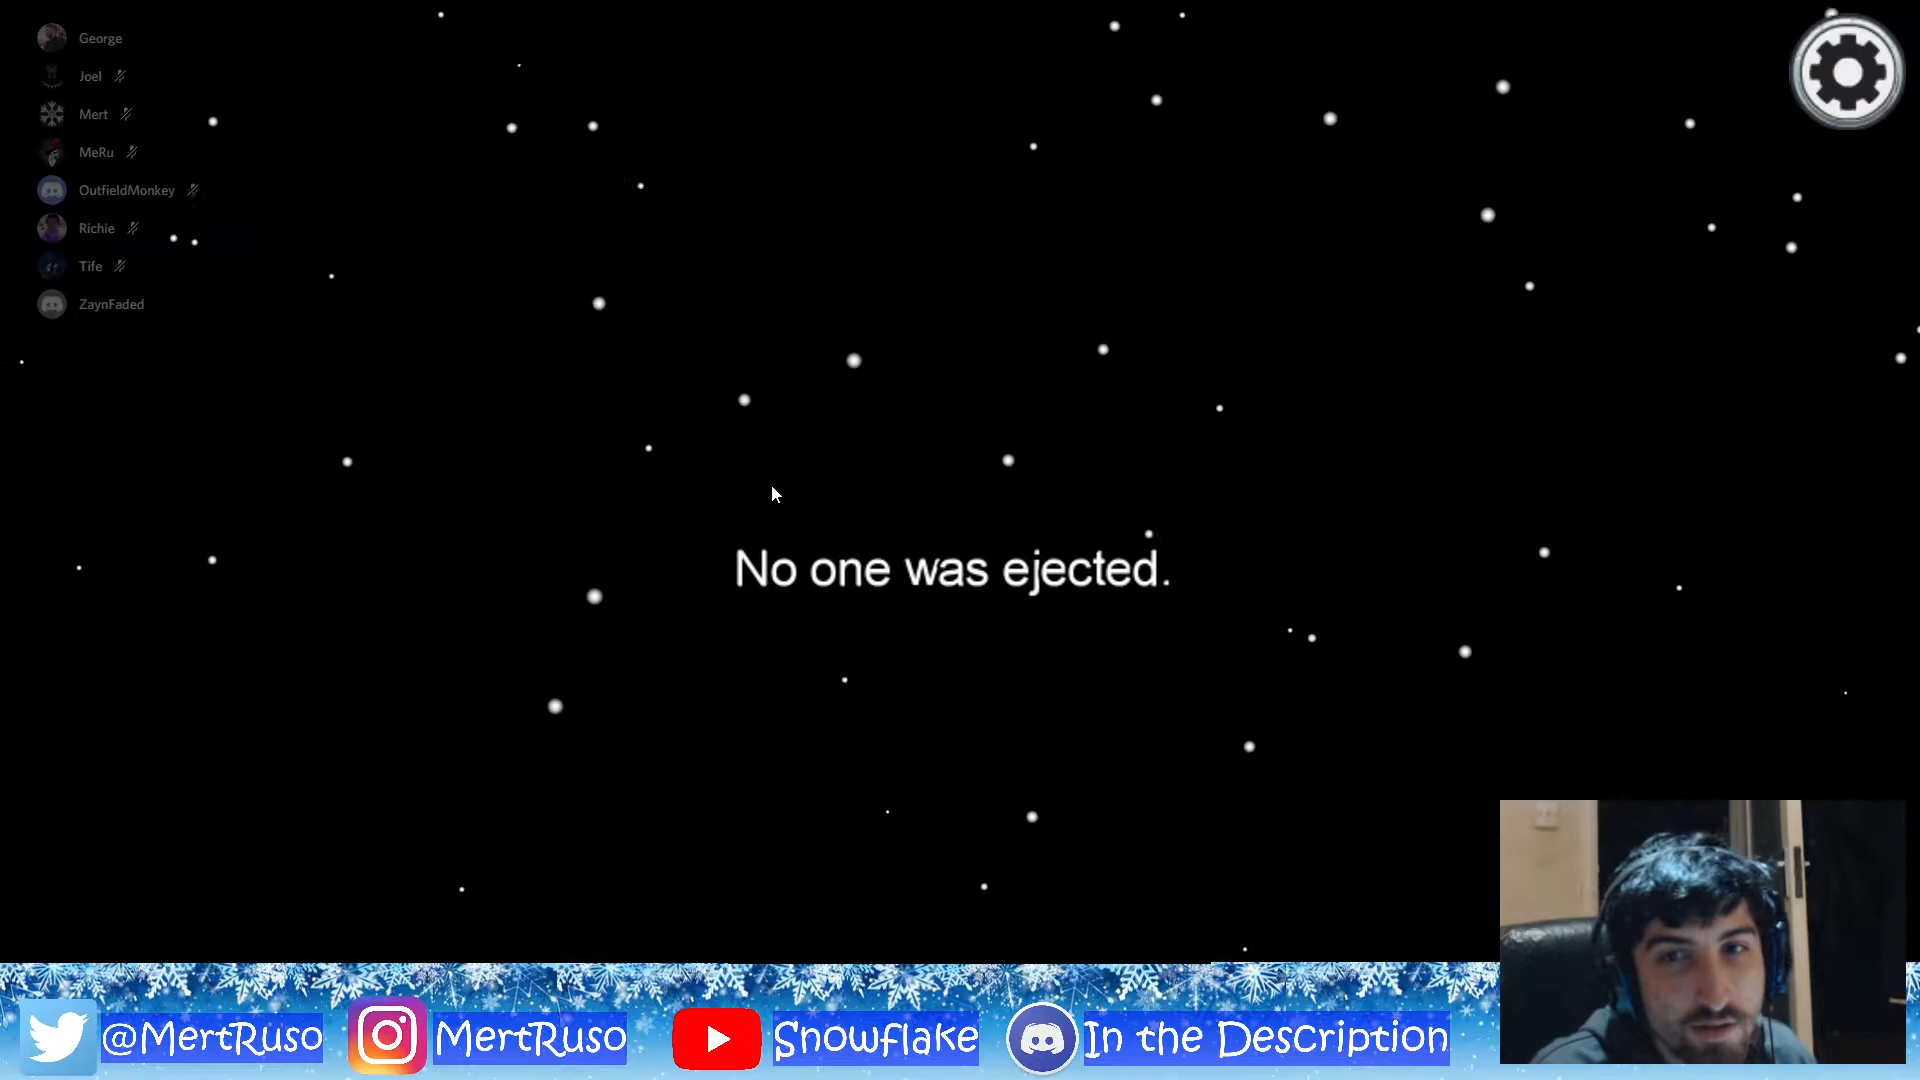 George
Joel
Mert
MeRu
OutfieldMonkey
Richie
Tife
ZaynFaded
No one was ejected.
@MertRuso MertRuso Snowflake In the Description